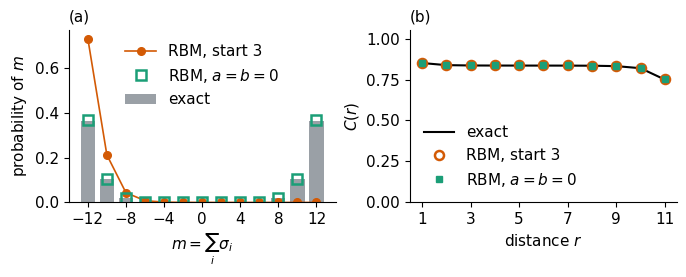 (a)
probability of m
0.6
0.4
0.2
0.0
RBM, start 3
RBM, a = b = 0
exact
−12 −8 −4 0 4 8 12
m = ∑ᵢ σᵢ
(b)
C(r)
1.00
0.75
0.50
0.25
0.00
exact
RBM, start 3
RBM, a = b = 0
1 3 5 7 9 11
distance r